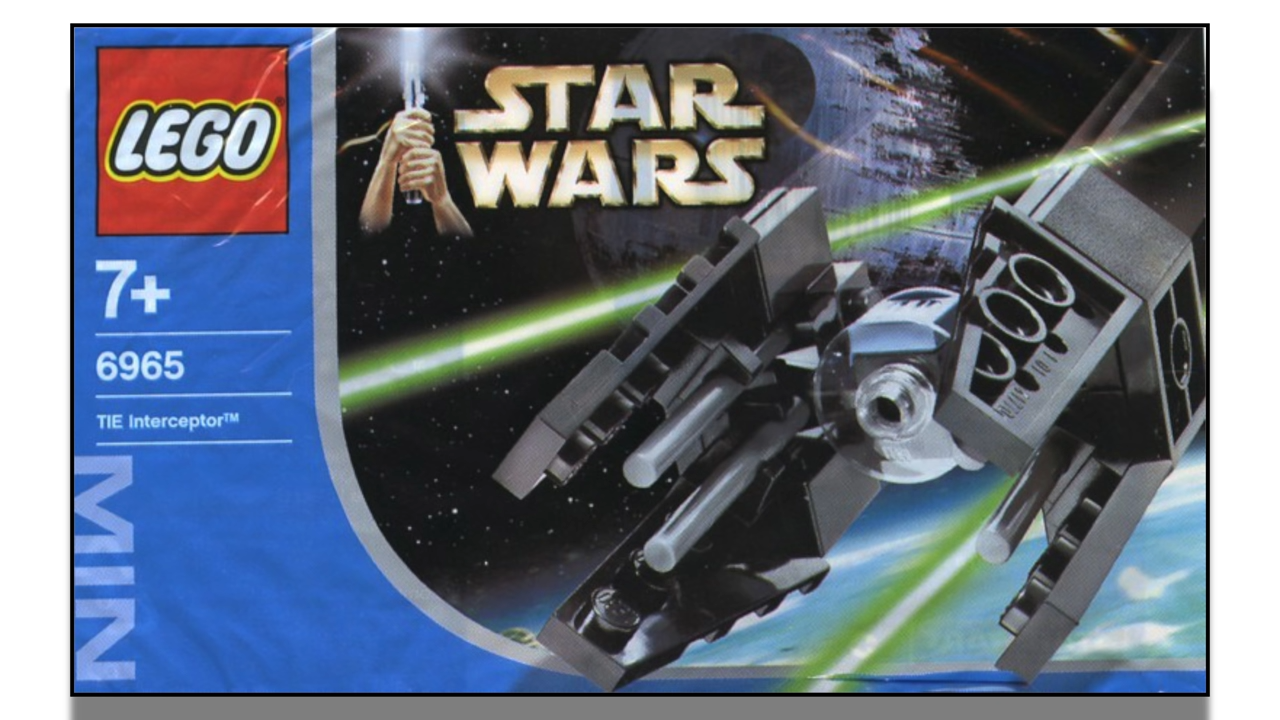 LEGO
®
STAR
WARS
7+
6965
TIE Interceptor™
MINI